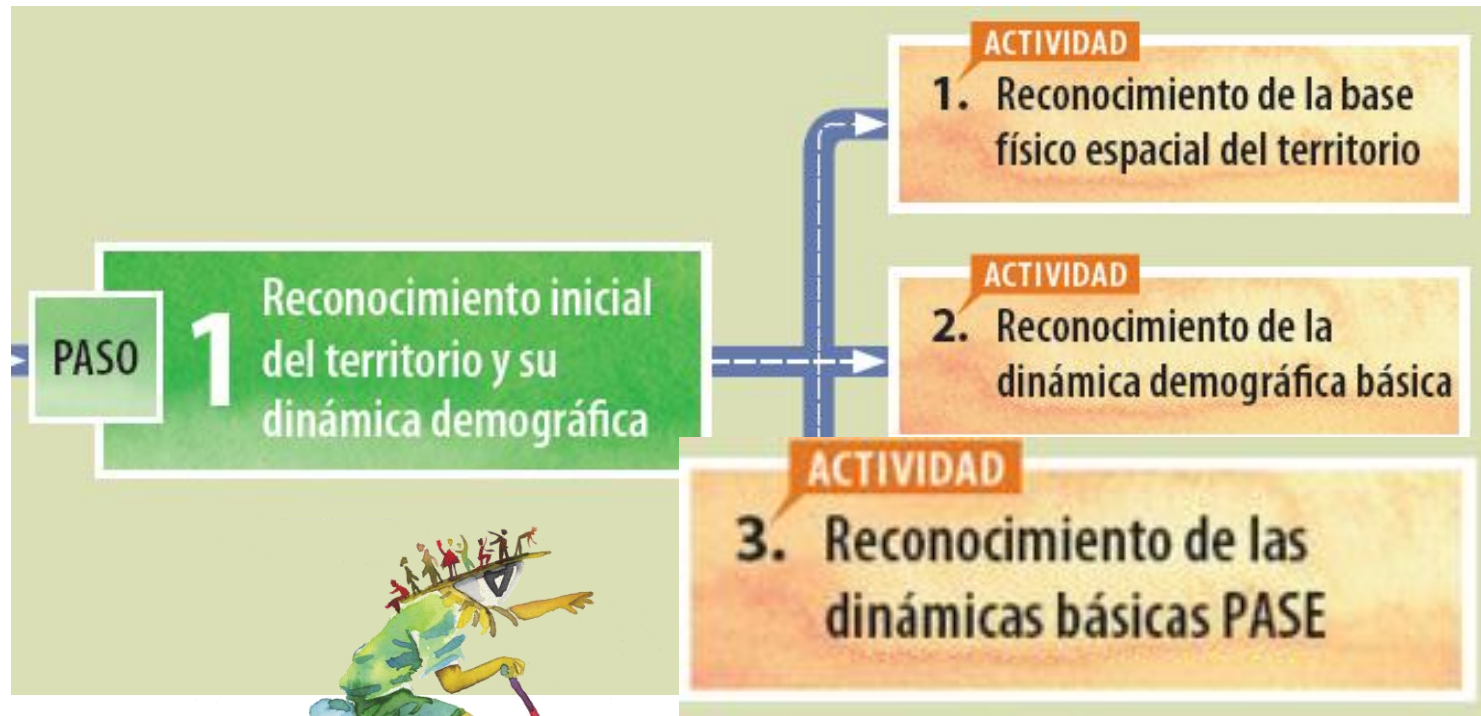 PASO
1
Reconocimiento inicial
del territorio y su
dinámica demográfica
ACTIVIDAD
1. Reconocimiento de la base
físico espacial del territorio
ACTIVIDAD
2. Reconocimiento de la
dinámica demográfica básica
ACTIVIDAD
3. Reconocimiento de las
dinámicas básicas PASE